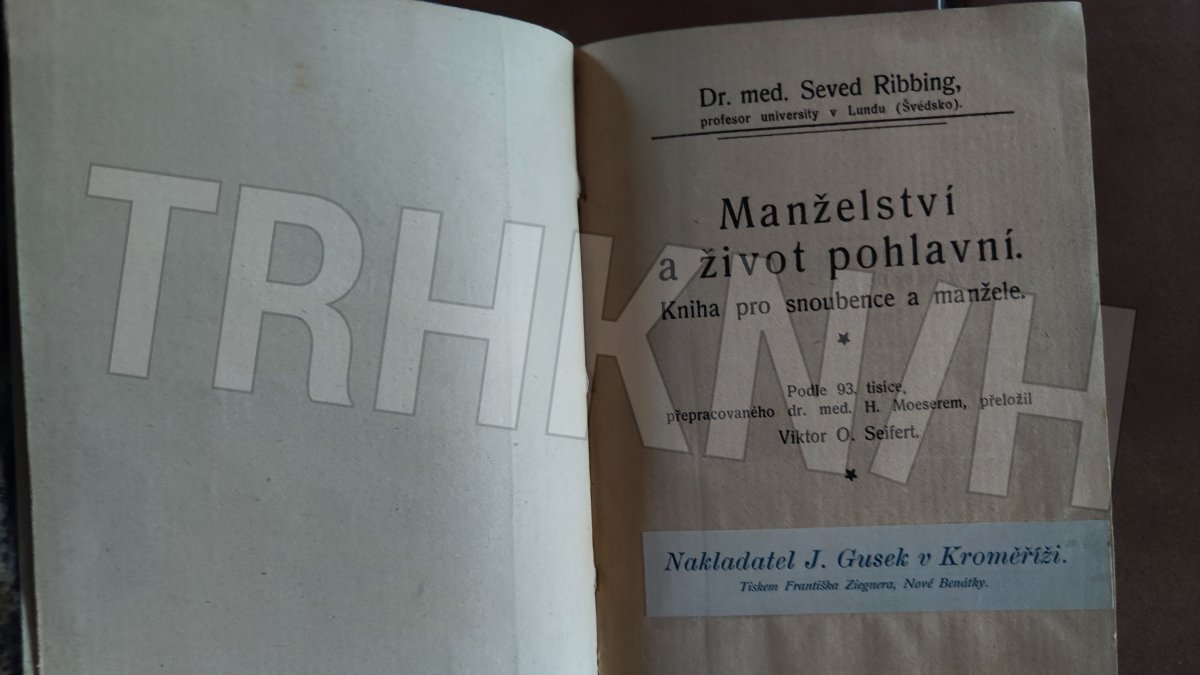 Dr. med. Seved Ribbing,
profesor university v Lundu (Švédsko).
Manželství
a život pohlavní.
Kniha pro snoubence a manžele.
Podle 93. tisice,
přepracovaného dr. med. H. Moeserem, přeložil
Viktor O. Seifert.
Nakladatel J. Gusek v Kroměříži.
Tiskem Františka Ziegnera, Nové Benátky.
TRHKNIH